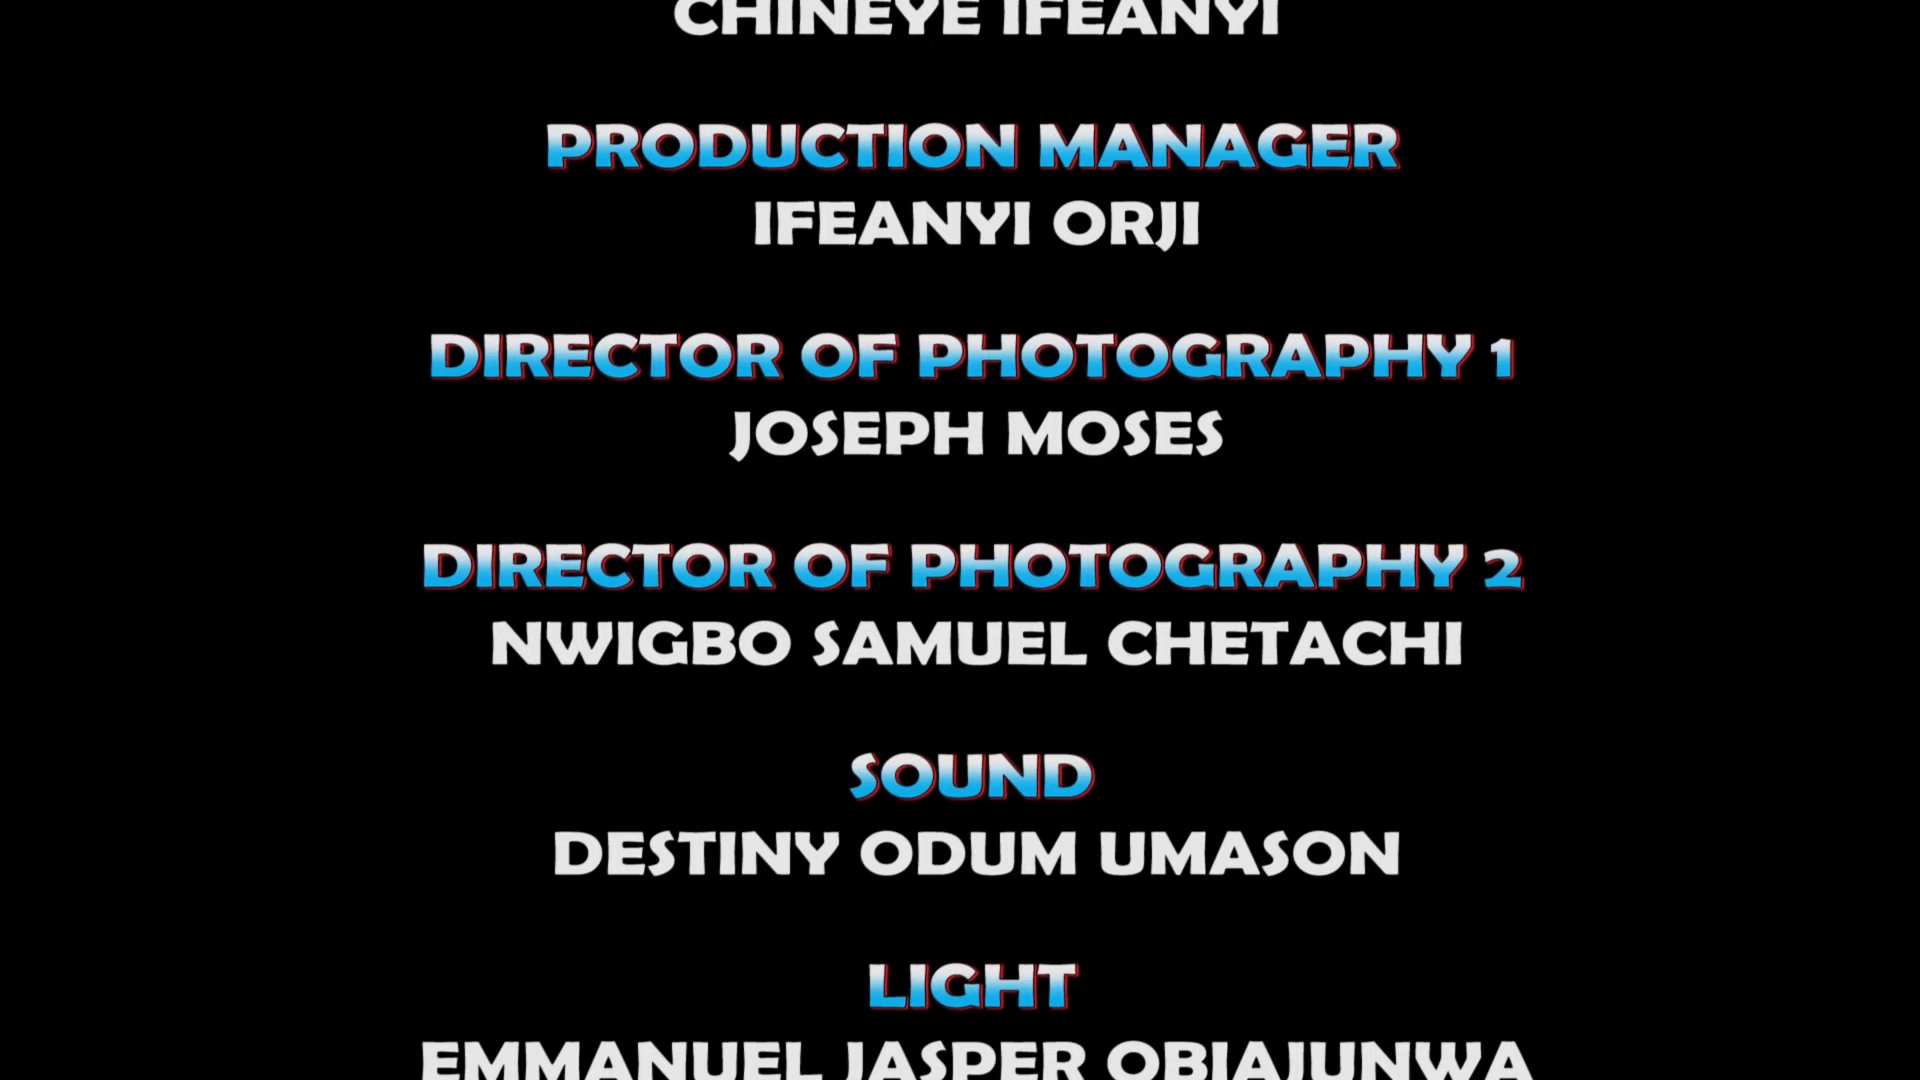 CHINEYE IFEANYI
PRODUCTION MANAGER
IFEANYI ORJI
DIRECTOR OF PHOTOGRAPHY 1
JOSEPH MOSES
DIRECTOR OF PHOTOGRAPHY 2
NWIGBO SAMUEL CHETACHI
SOUND
DESTINY ODUM UMASON
LIGHT
EMMANUEL JASPER OBIAJUNWA